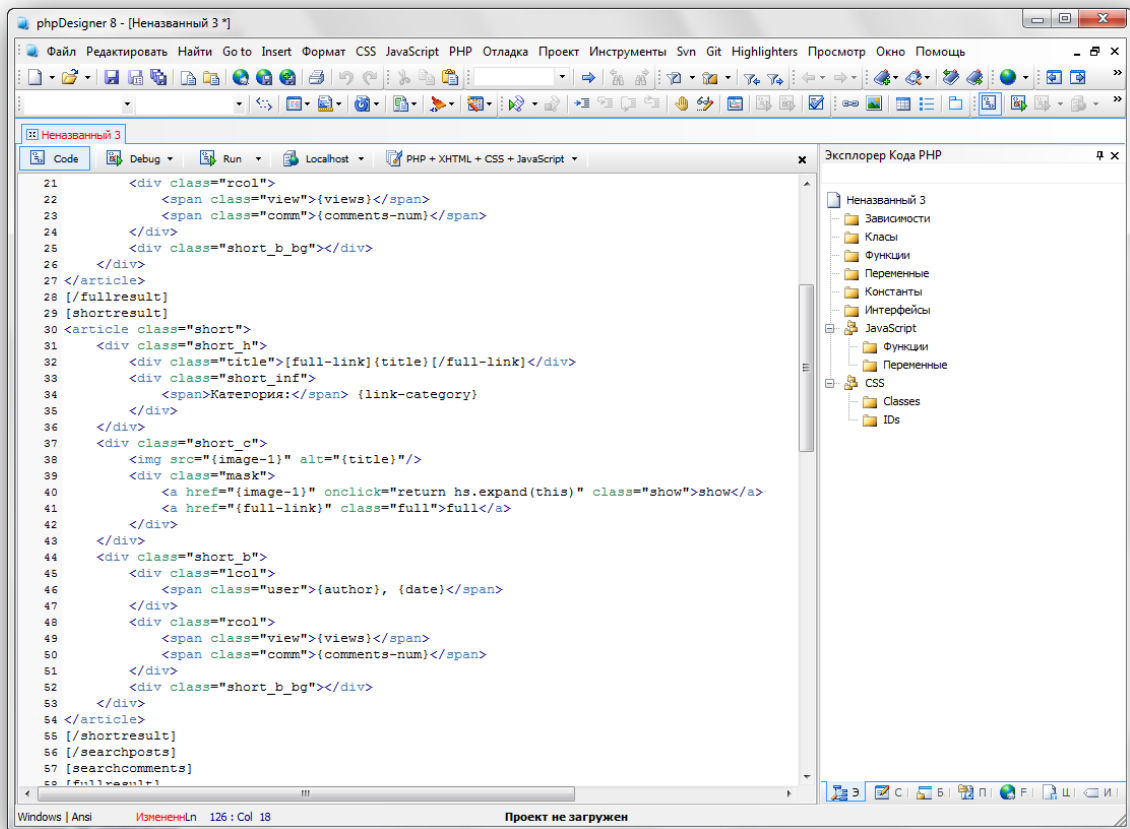 phpDesigner 8 - [Неназванный 3 *]
Файл Редактировать Найти Go to Insert Формат CSS JavaScript PHP Отладка Проект Инструменты Svn Git Highlighters Просмотр Окно Помощь
Неназванный 3
Code Debug Run Localhost PHP + XHTML + CSS + JavaScript
21 <div class="rcol">
22 <span class="view">{views}</span>
23 <span class="comm">{comments-num}</span>
24 </div>
25 <div class="short_b_bg"></div>
26 </div>
27 </article>
28 [/fullresult]
29 [shortresult]
30 <article class="short">
31 <div class="short_h">
32 <div class="title">[full-link]{title}[/full-link]</div>
33 <div class="short_inf">
34 <span>Категория:</span> {link-category}
35 </div>
36 </div>
37 <div class="short_c">
38 <img src="{image-1}" alt="{title}"/>
39 <div class="mask">
40 <a href="{image-1}" onclick="return hs.expand(this)" class="show">show</a>
41 <a href="{full-link}" class="full">full</a>
42 </div>
43 </div>
44 <div class="short_b">
45 <div class="lcol">
46 <span class="user">{author}, {date}</span>
47 </div>
48 <div class="rcol">
49 <span class="view">{views}</span>
50 <span class="comm">{comments-num}</span>
51 </div>
52 <div class="short_b_bg"></div>
53 </div>
54 </article>
55 [/shortresult]
56 [/searchposts]
57 [searchcomments]
58 [fullresult]
Эксплорер Кода PHP
Неназванный 3
Зависимости
Класы
Функции
Переменные
Константы
Интерфейсы
JavaScript
Функции
Переменные
CSS
Classes
IDs
Э С Б П F Ц И
Windows | Ansi ИзмененнLn 126 : Col 18 Проект не загружен